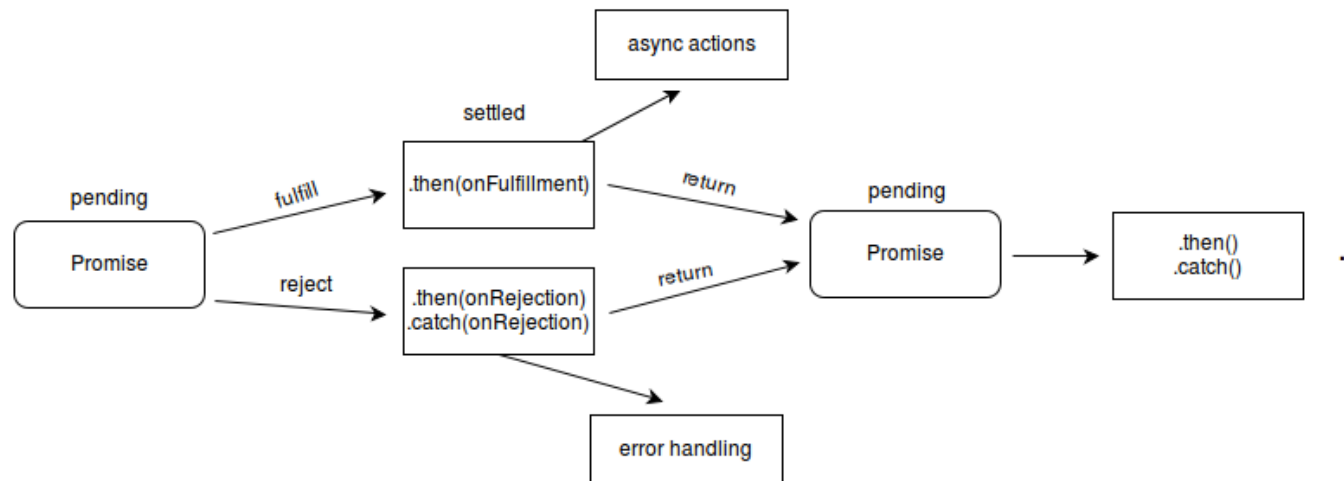 async actions
settled
.then(onFulfillment)
pending
fulfill
return
pending
Promise
Promise
.then()
.catch()
.
reject
.then(onRejection)
.catch(onRejection)
return
error handling